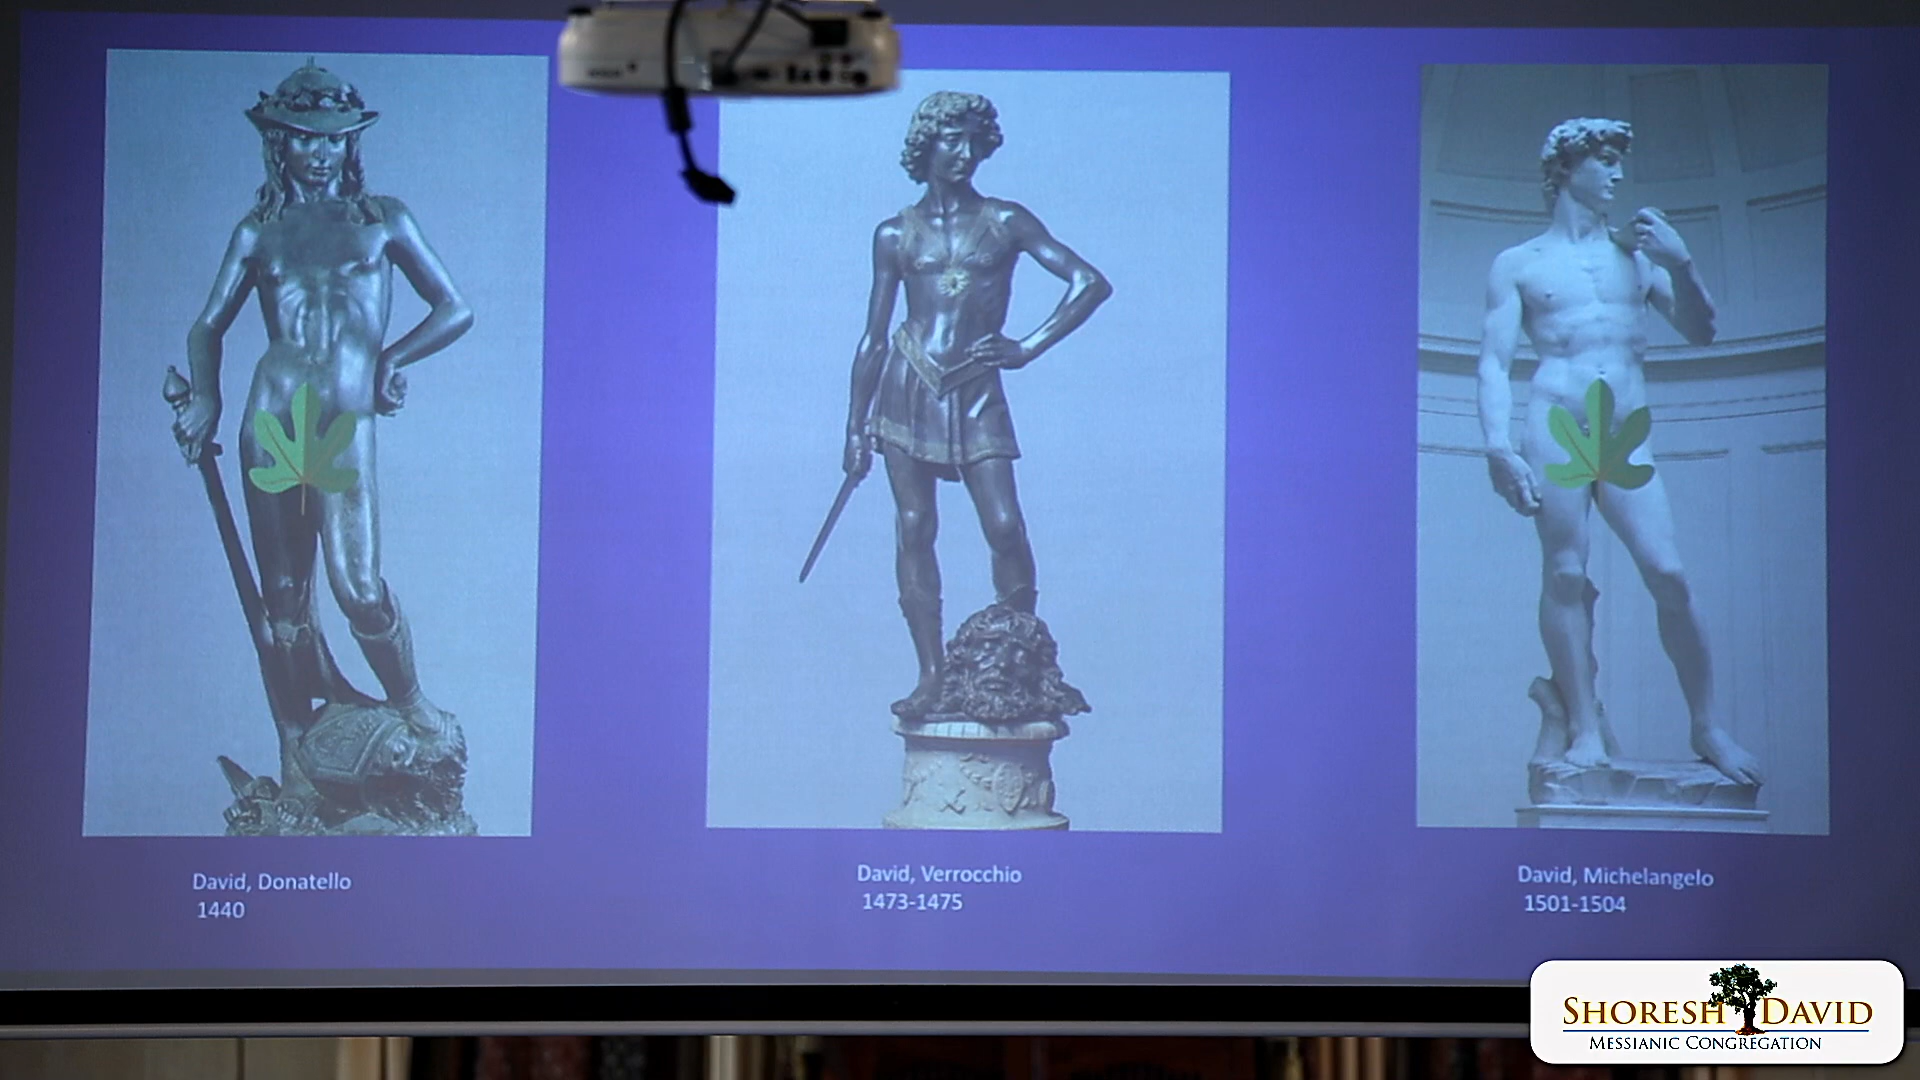 David, Donatello
1440
David, Verrocchio
1473-1475
David, Michelangelo
1501-1504
SHORESH DAVID
MESSIANIC CONGREGATION